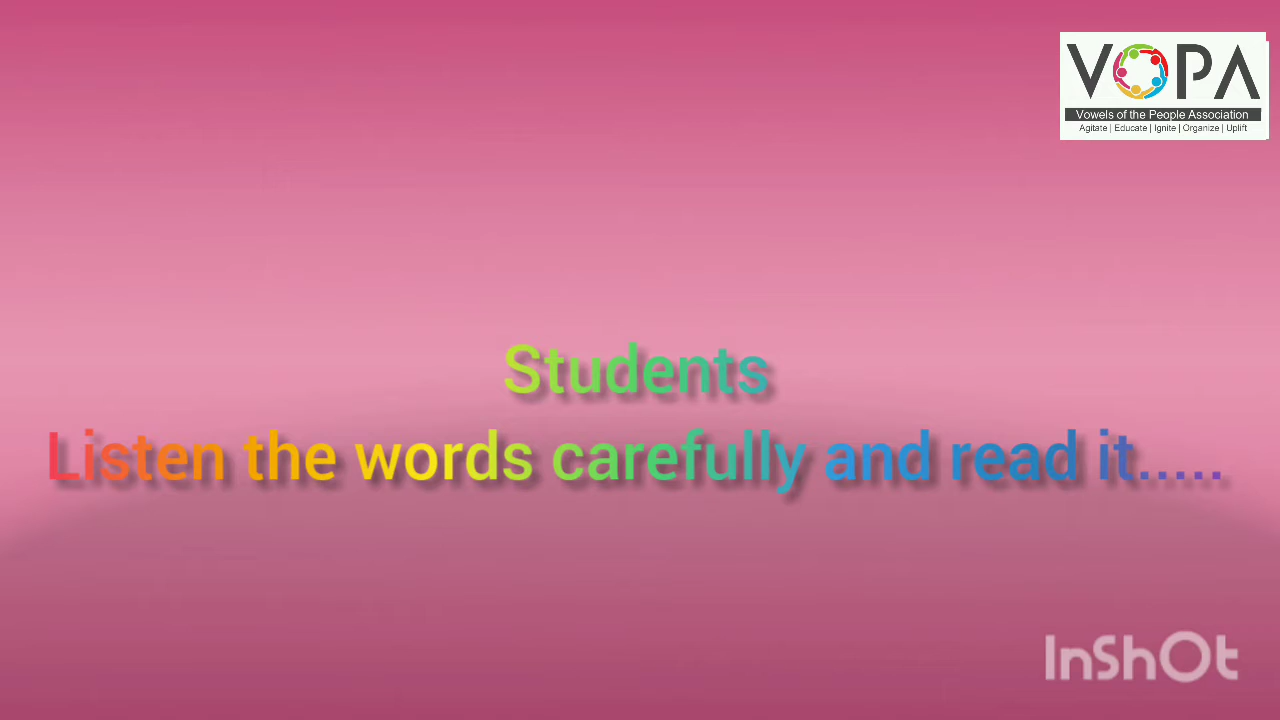 VOPA
Vowels of the People Association
Agitate | Educate | Ignite | Organize | Uplift
Students
Listen the words carefully and read it.....
InShOt